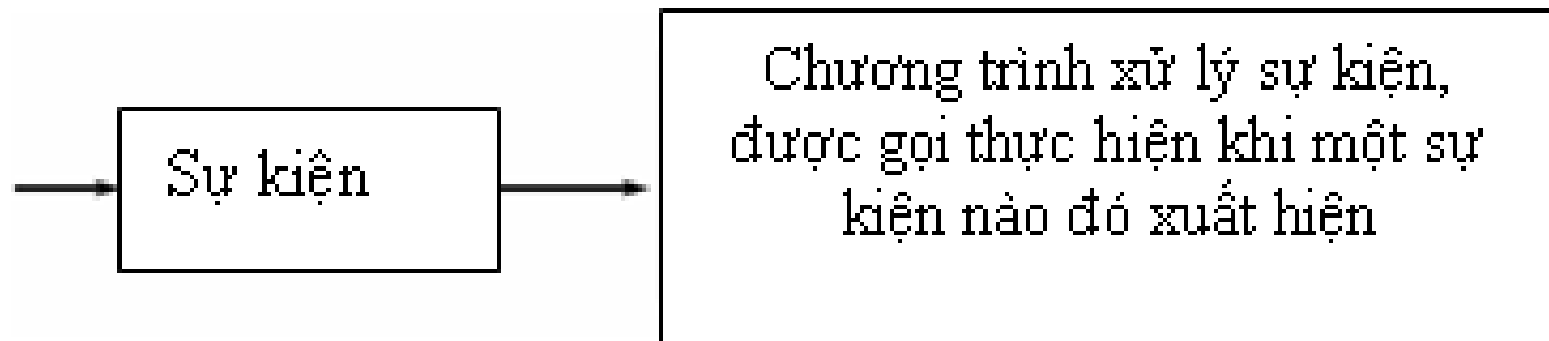 Sự kiện
Chương trình xử lý sự kiện,
được gọi thực hiện khi một sự
kiện nào đó xuất hiện